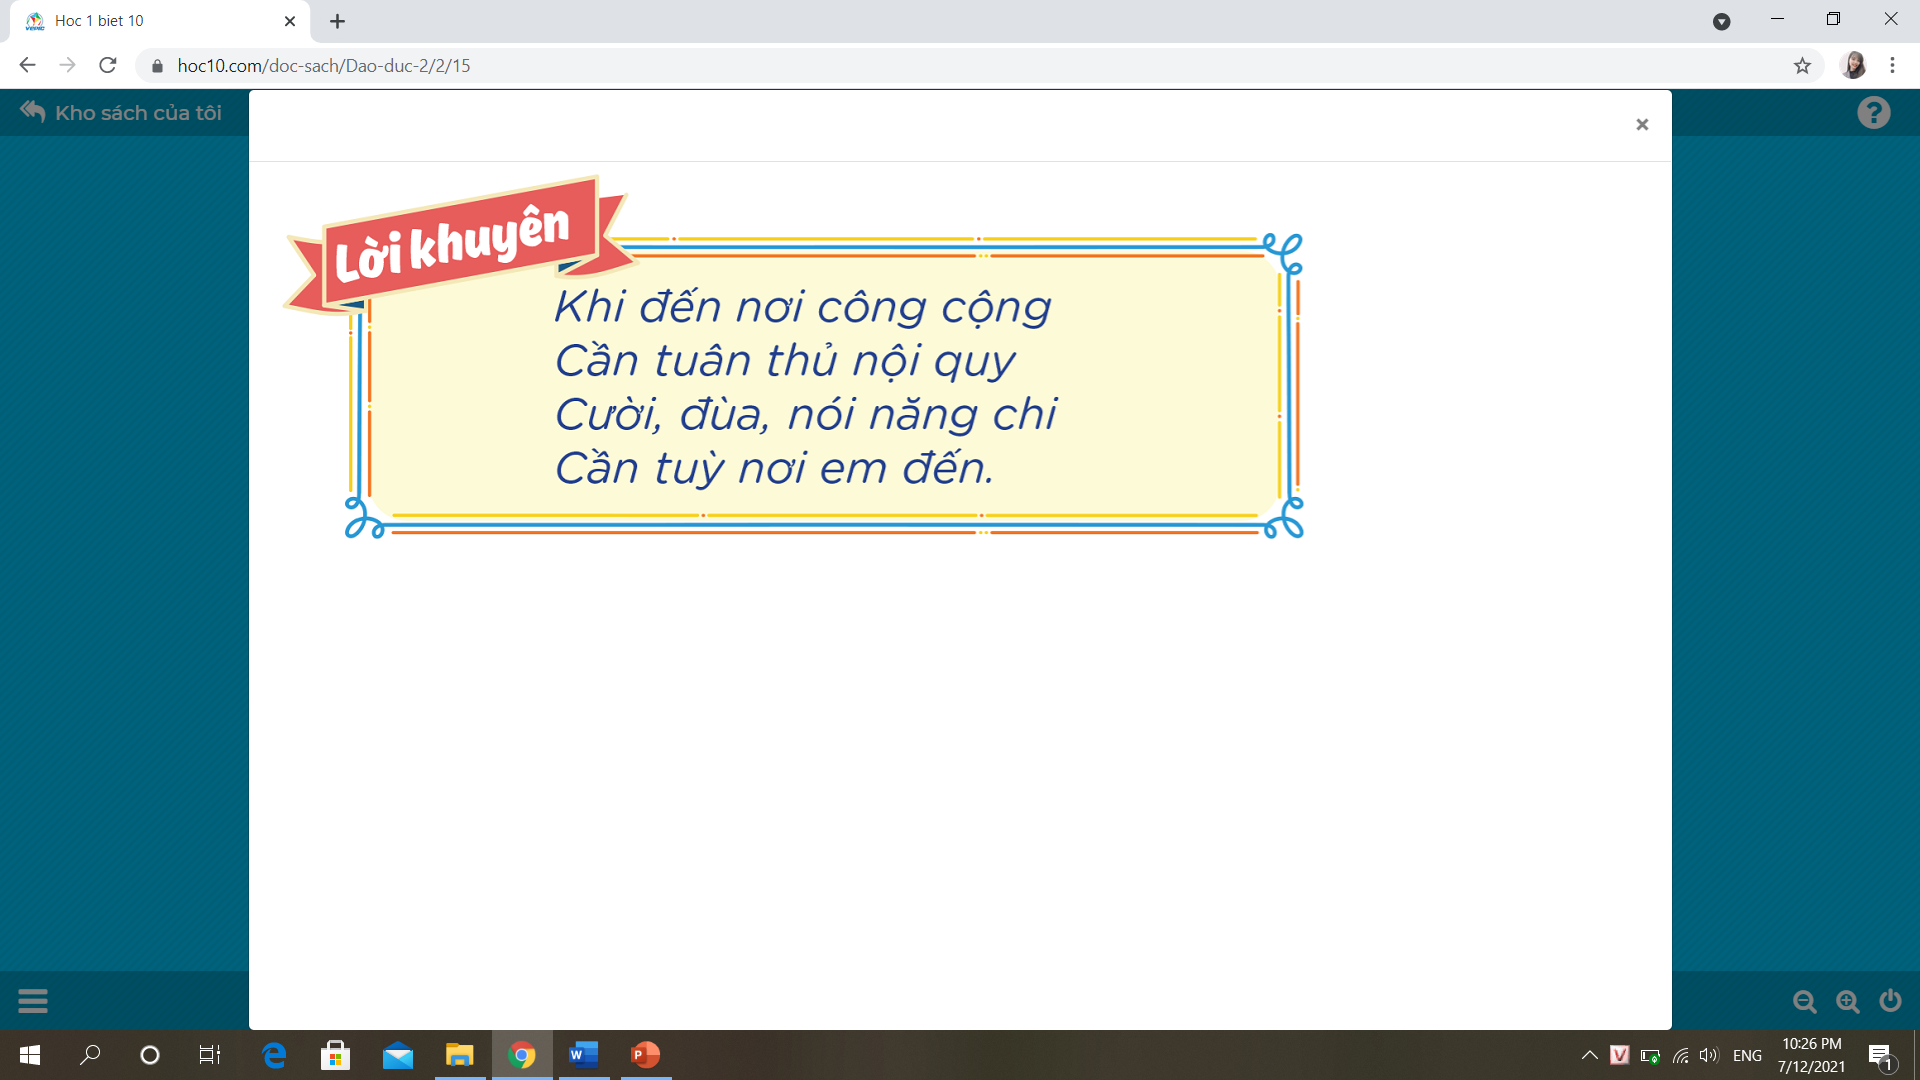 Hoc 1 biet 10
hoc10.com/doc-sach/Dao-duc-2/2/15
Kho sách của tôi
Lời khuyên
Khi đến nơi công cộng
Cần tuân thủ nội quy
Cười, đùa, nói năng chi
Cần tuỳ nơi em đến.
ENG
10:26 PM
7/12/2021
1